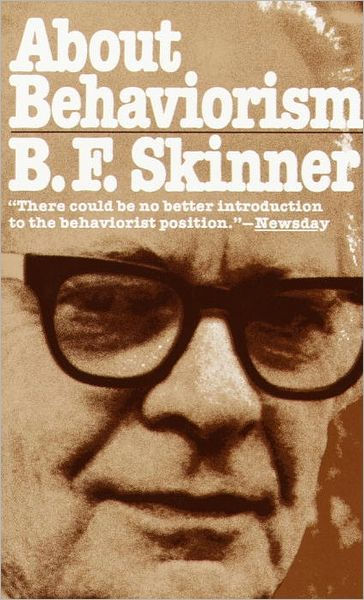 About
Behaviorism
B.F. Skinner
“There could be no better introduction
to the behaviorist position.”—Newsday